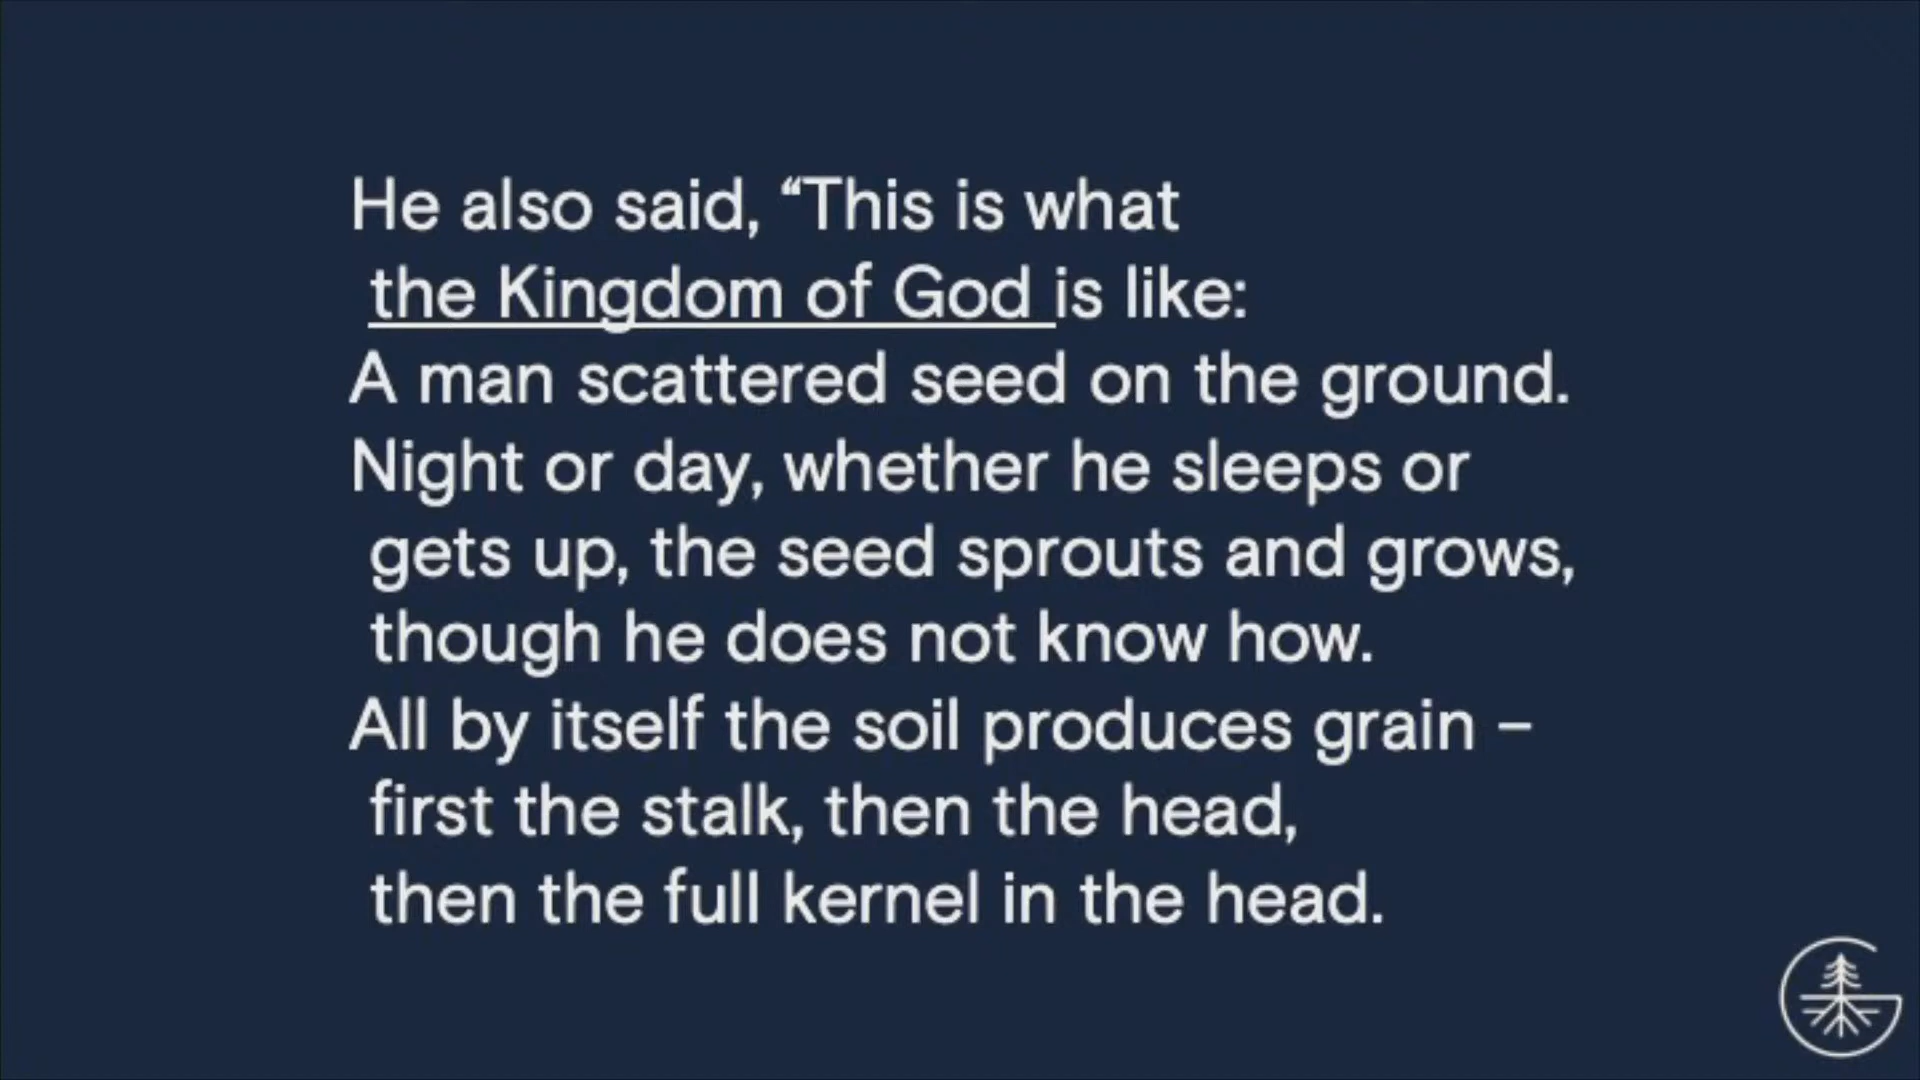 He also said, “This is what
the Kingdom of God is like:
A man scattered seed on the ground.
Night or day, whether he sleeps or
gets up, the seed sprouts and grows,
though he does not know how.
All by itself the soil produces grain –
first the stalk, then the head,
then the full kernel in the head.